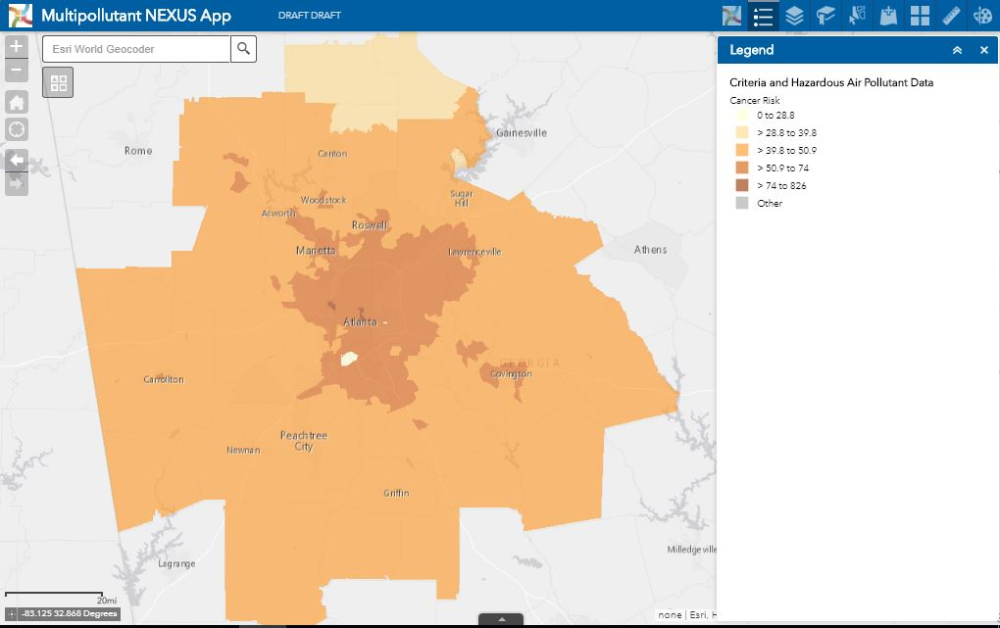 Multipollutant NEXUS App
DRAFT DRAFT
Esri World Geocoder
Legend
Criteria and Hazardous Air Pollutant Data
Cancer Risk
0 to 28.8
> 28.8 to 39.8
> 39.8 to 50.9
> 50.9 to 74
> 74 to 826
Other
Gainesville
Rome
Canton
Sugar
Hill
Woodstock
Acworth
Roswell
Marietta
Lawrenceville
Athens
Atlanta
GEORGIA
Covington
Carrollton
Peachtree
City
Newnan
Griffin
Milledgeville
Lagrange
20mi
-83.125 32.868 Degrees
none | Esri, H